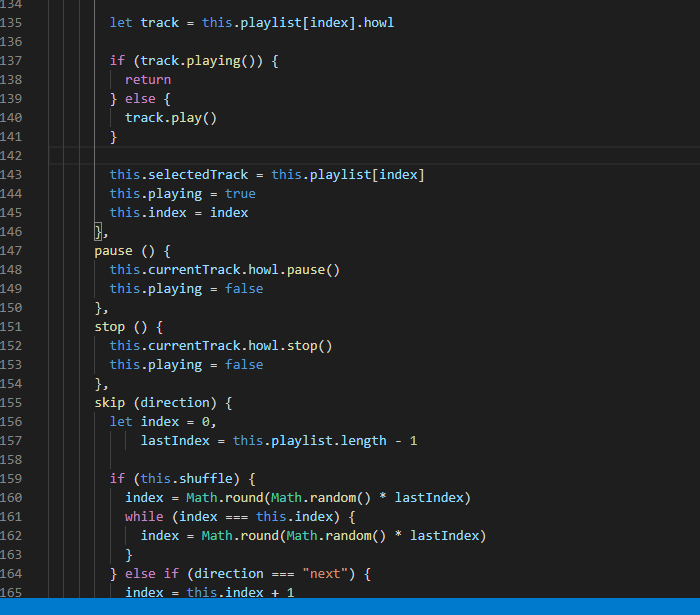 134
135 let track = this.playlist[index].howl
136
137 if (track.playing()) {
138 return
139 } else {
140 track.play()
141 }
142
143 this.selectedTrack = this.playlist[index]
144 this.playing = true
145 this.index = index
146 },
147 pause () {
148 this.currentTrack.howl.pause()
149 this.playing = false
150 },
151 stop () {
152 this.currentTrack.howl.stop()
153 this.playing = false
154 },
155 skip (direction) {
156 let index = 0,
157 lastIndex = this.playlist.length - 1
158
159 if (this.shuffle) {
160 index = Math.round(Math.random() * lastIndex)
161 while (index === this.index) {
162 index = Math.round(Math.random() * lastIndex)
163 }
164 } else if (direction === "next") {
165 index = this.index + 1